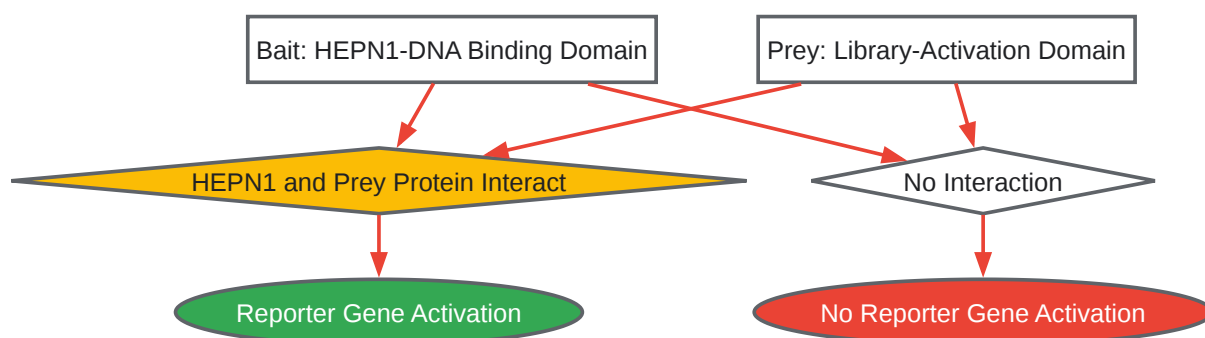 Bait: HEPN1-DNA Binding Domain
Prey: Library-Activation Domain
HEPN1 and Prey Protein Interact
No Interaction
Reporter Gene Activation
No Reporter Gene Activation